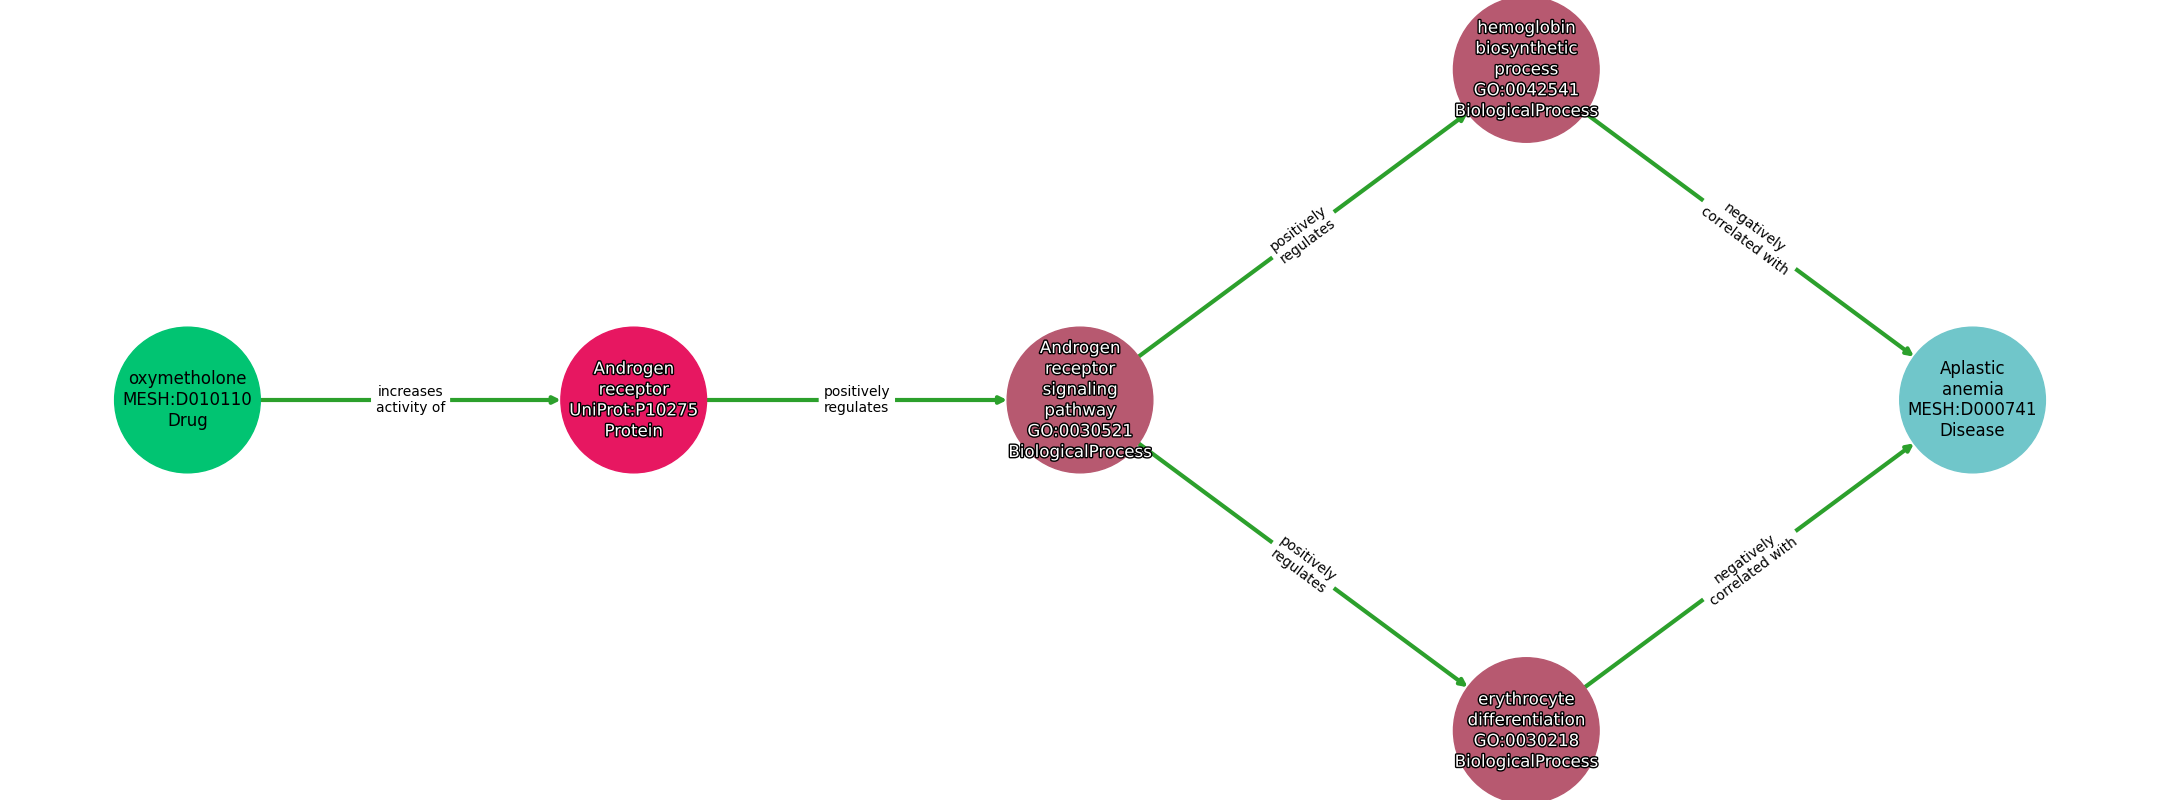 hemoglobin
biosynthetic
process
GO:0042541
BiologicalProcess
positively
regulates
negatively
correlated with
oxymetholone
MESH:D010110
Drug
increases
activity of
Androgen
receptor
UniProt:P10275
Protein
positively
regulates
Androgen
receptor
signaling
pathway
GO:0030521
BiologicalProcess
Aplastic
anemia
MESH:D000741
Disease
positively
regulates
negatively
correlated with
erythrocyte
differentiation
GO:0030218
BiologicalProcess